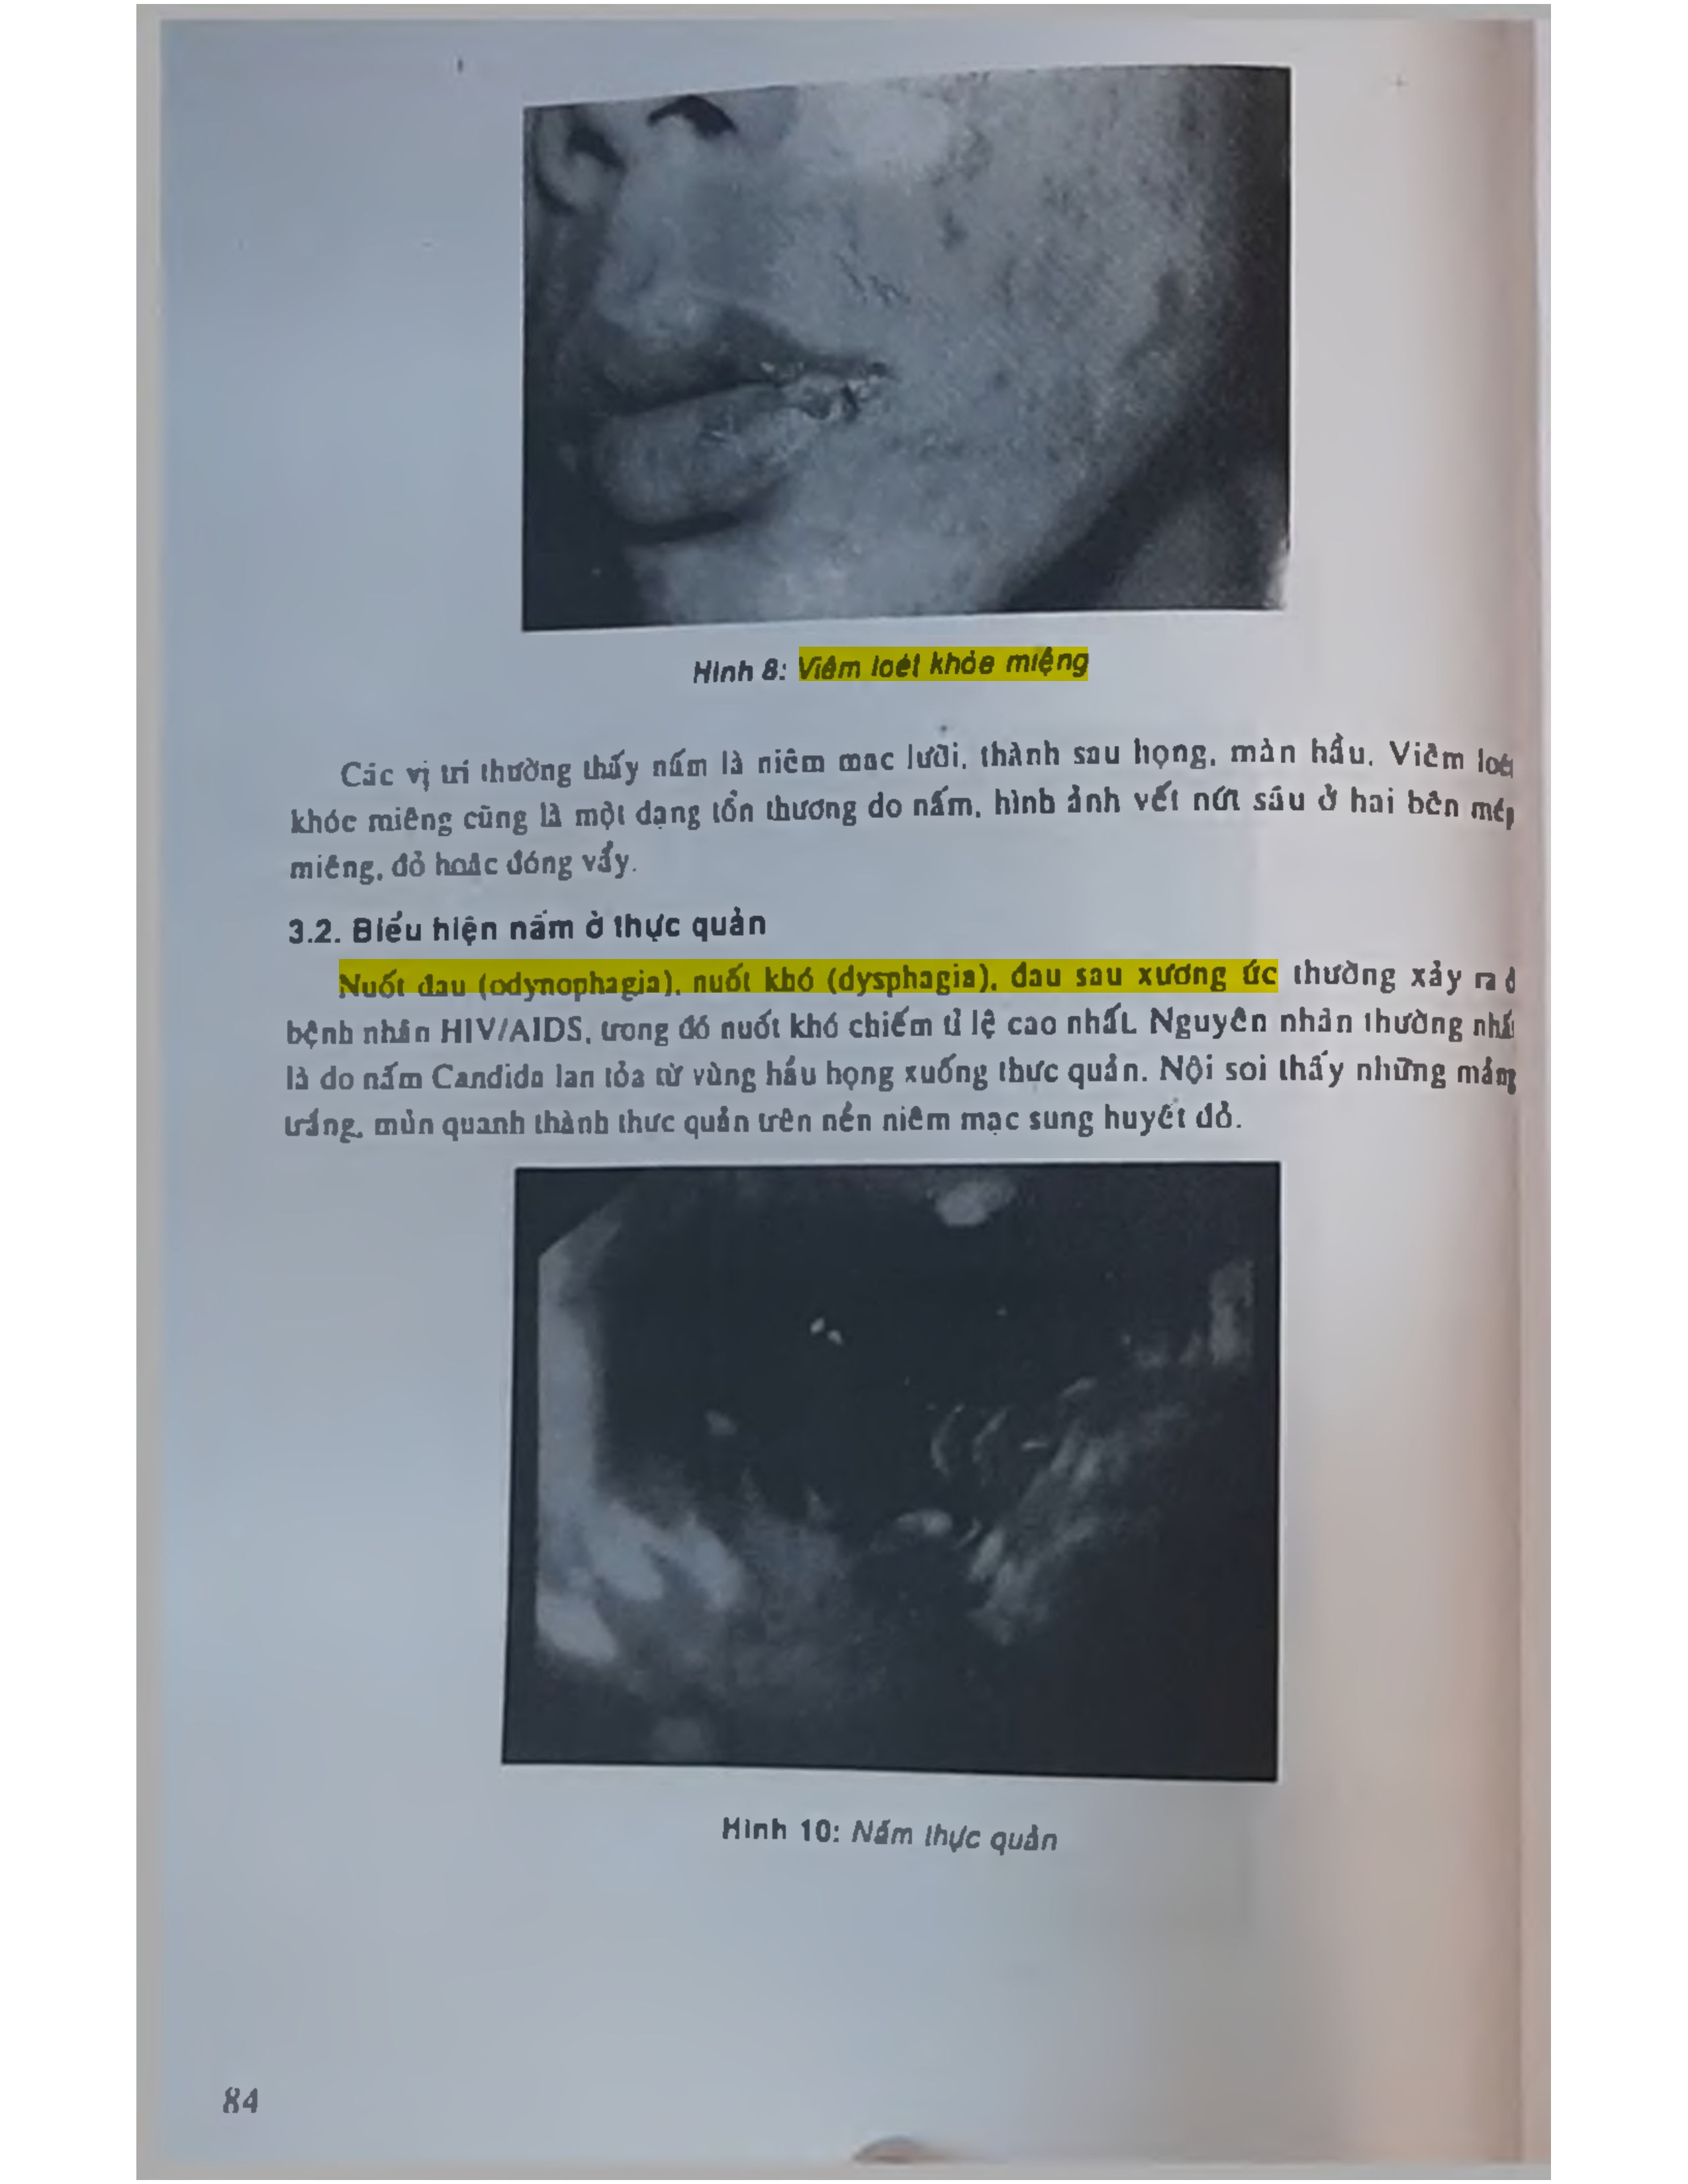 Hình 8: Viêm loét khóe miệng
Các vị trí thường thấy nấm là niêm mạc lưỡi, thành sau họng, màn hầu. Viêm loét
khóe miệng cũng là một dạng tổn thương do nấm, hình ảnh vết nứt sâu ở hai bên mép
miệng, đỏ hoặc đóng vẩy.
3.2. Biểu hiện nấm ở thực quản
Nuốt đau (odynophagia), nuốt khó (dysphagia), đau sau xương ức thường xảy ra ở
bệnh nhân HIV/AIDS, trong đó nuốt khó chiếm tỉ lệ cao nhất. Nguyên nhân thường nhất
là do nấm Candida lan tỏa từ vùng hầu họng xuống thực quản. Nội soi thấy những mảng
trắng, mủn quanh thành thực quản trên nền niêm mạc sung huyết đỏ.
Hình 10: Nấm thực quản
84